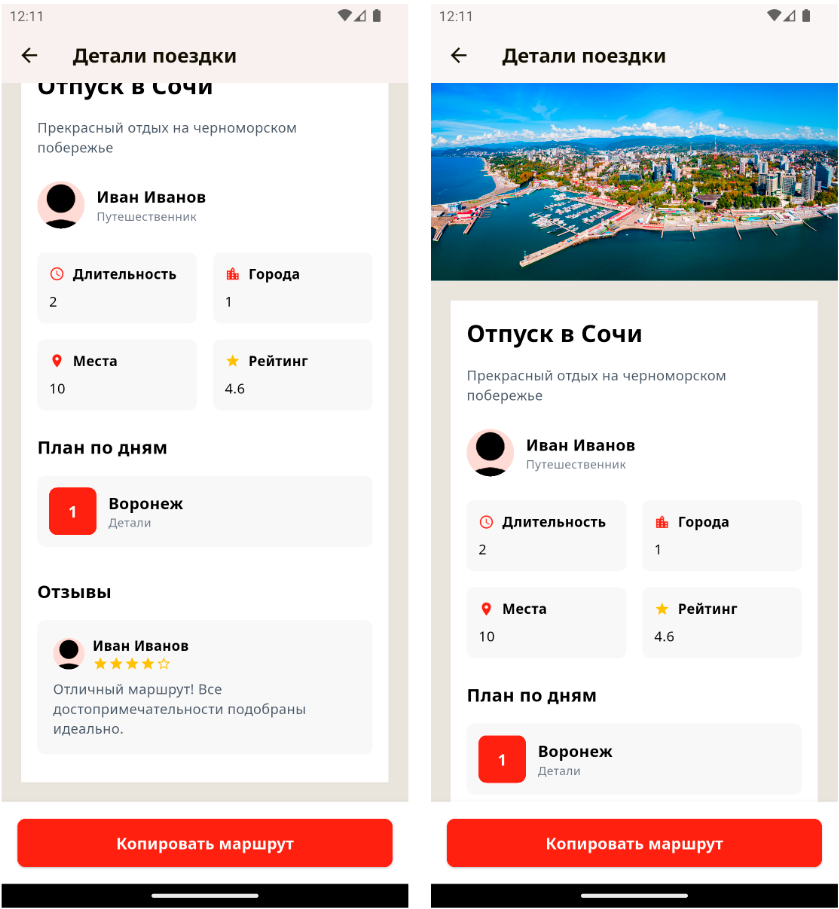 12:11
Детали поездки
Отпуск в Сочи
Прекрасный отдых на черноморском
побережье
Иван Иванов
Путешественник
Длительность
2
Города
1
Места
10
Рейтинг
4.6
План по дням
1
Воронеж
Детали
Отзывы
Иван Иванов
Отличный маршрут! Все
достопримечательности подобраны
идеально.
Копировать маршрут
12:11
Детали поездки
Отпуск в Сочи
Прекрасный отдых на черноморском
побережье
Иван Иванов
Путешественник
Длительность
2
Города
1
Места
10
Рейтинг
4.6
План по дням
1
Воронеж
Детали
Копировать маршрут